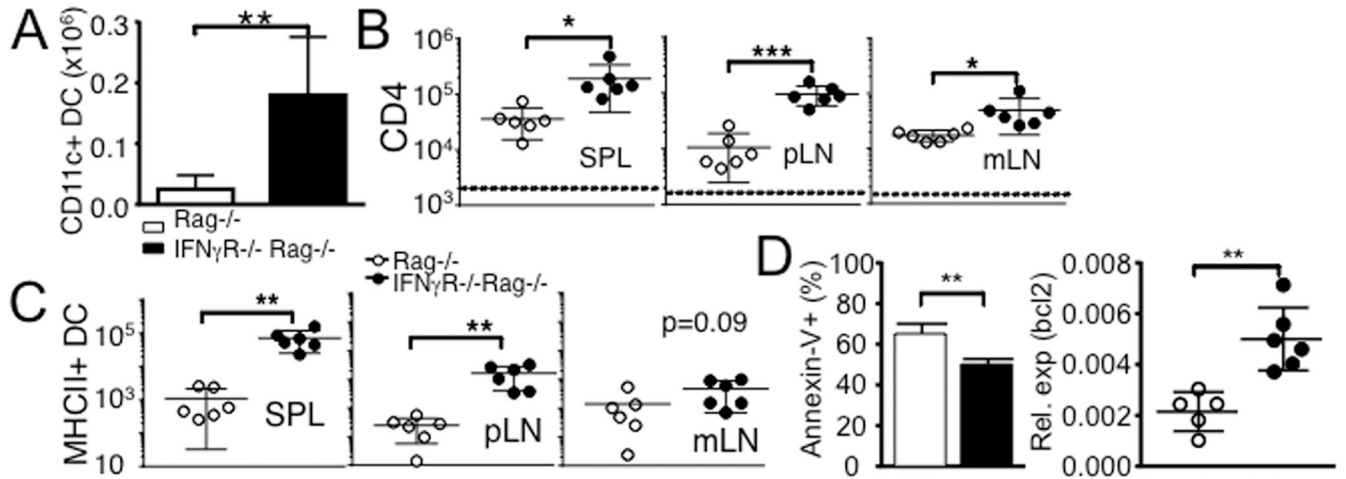 A
CD11c+ DC (x10⁶)
0.3
0.2
0.1
0.0
**
Rag-/-
IFNγR-/- Rag-/-
B
CD4
10⁶
10⁵
10⁴
10³
*
SPL
***
pLN
*
mLN
C
Rag-/-
IFNγR-/-Rag-/-
MHCII+ DC
10⁵
10³
10
**
SPL
**
pLN
p=0.09
mLN
D
Annexin-V+ (%)
100
80
60
40
20
0
**
Rel. exp (bcl2)
0.008
0.006
0.004
0.002
0.000
**